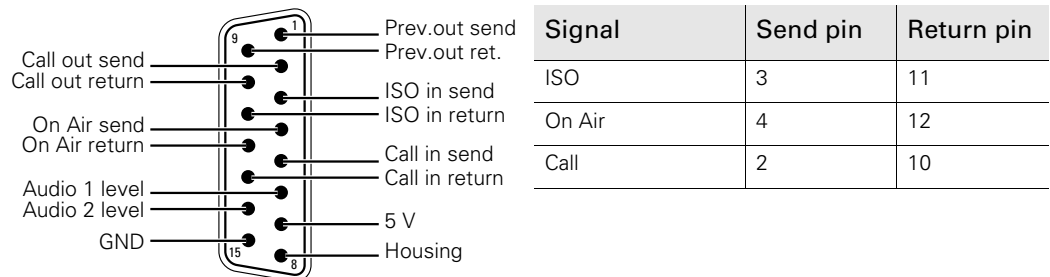 Prev.out send
Prev.out ret.
Call out send
Call out return
ISO in send
ISO in return
On Air send
On Air return
Call in send
Call in return
Audio 1 level
Audio 2 level
5 V
GND
Housing
1
9
15
8
Signal Send pin Return pin
ISO 3 11
On Air 4 12
Call 2 10